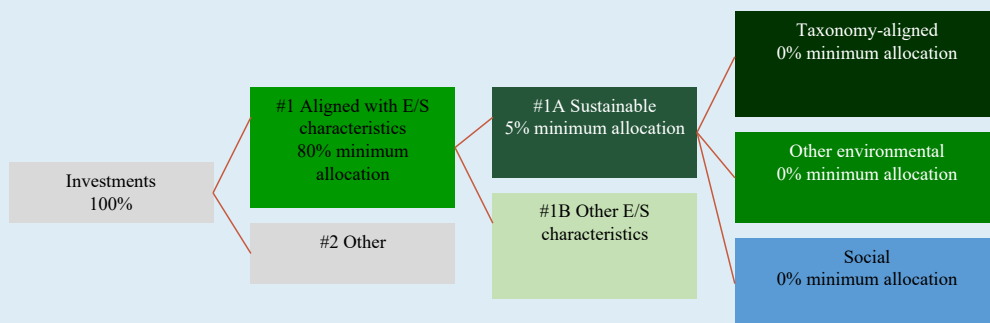 Investments
100%
#1 Aligned with E/S
characteristics
80% minimum
allocation
#2 Other
#1A Sustainable
5% minimum allocation
#1B Other E/S
characteristics
Taxonomy-aligned
0% minimum allocation
Other environmental
0% minimum allocation
Social
0% minimum allocation